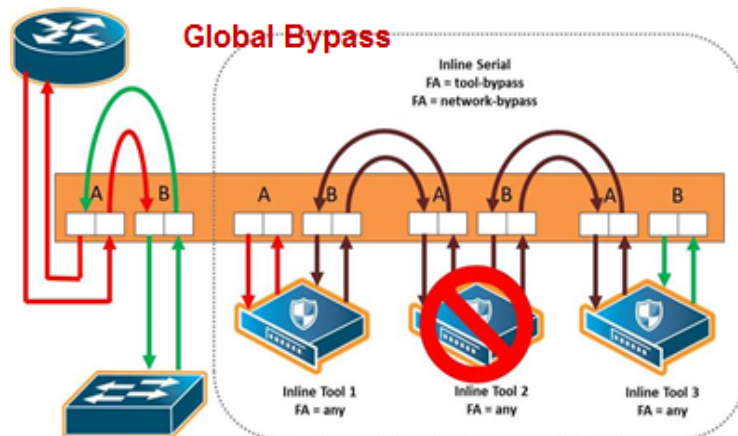 Global Bypass
Inline Serial
FA = tool-bypass
FA = network-bypass
A B A B A B A B
Inline Tool 1
FA = any
Inline Tool 2
FA = any
Inline Tool 3
FA = any